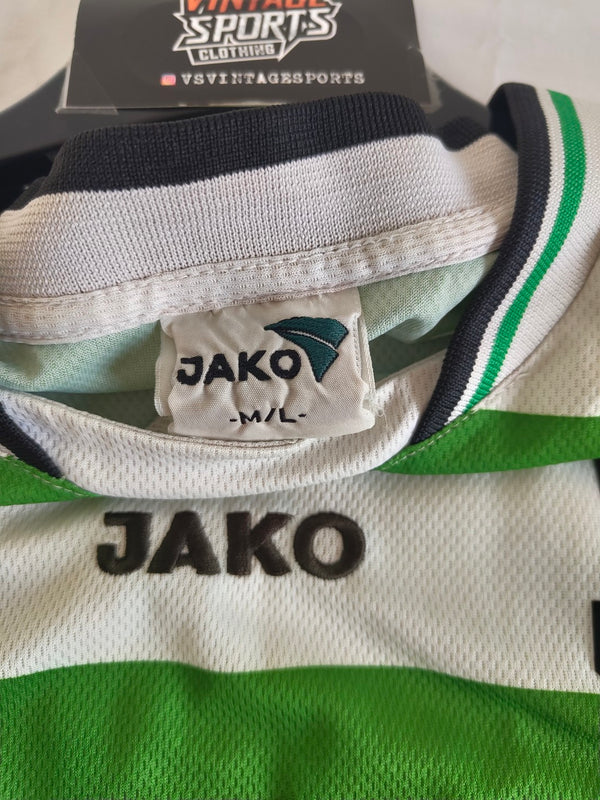 VINTAGE
SPORTS
CLOTHING
VSVINTAGESPORTS
JAKO
-M/L-
JAKO